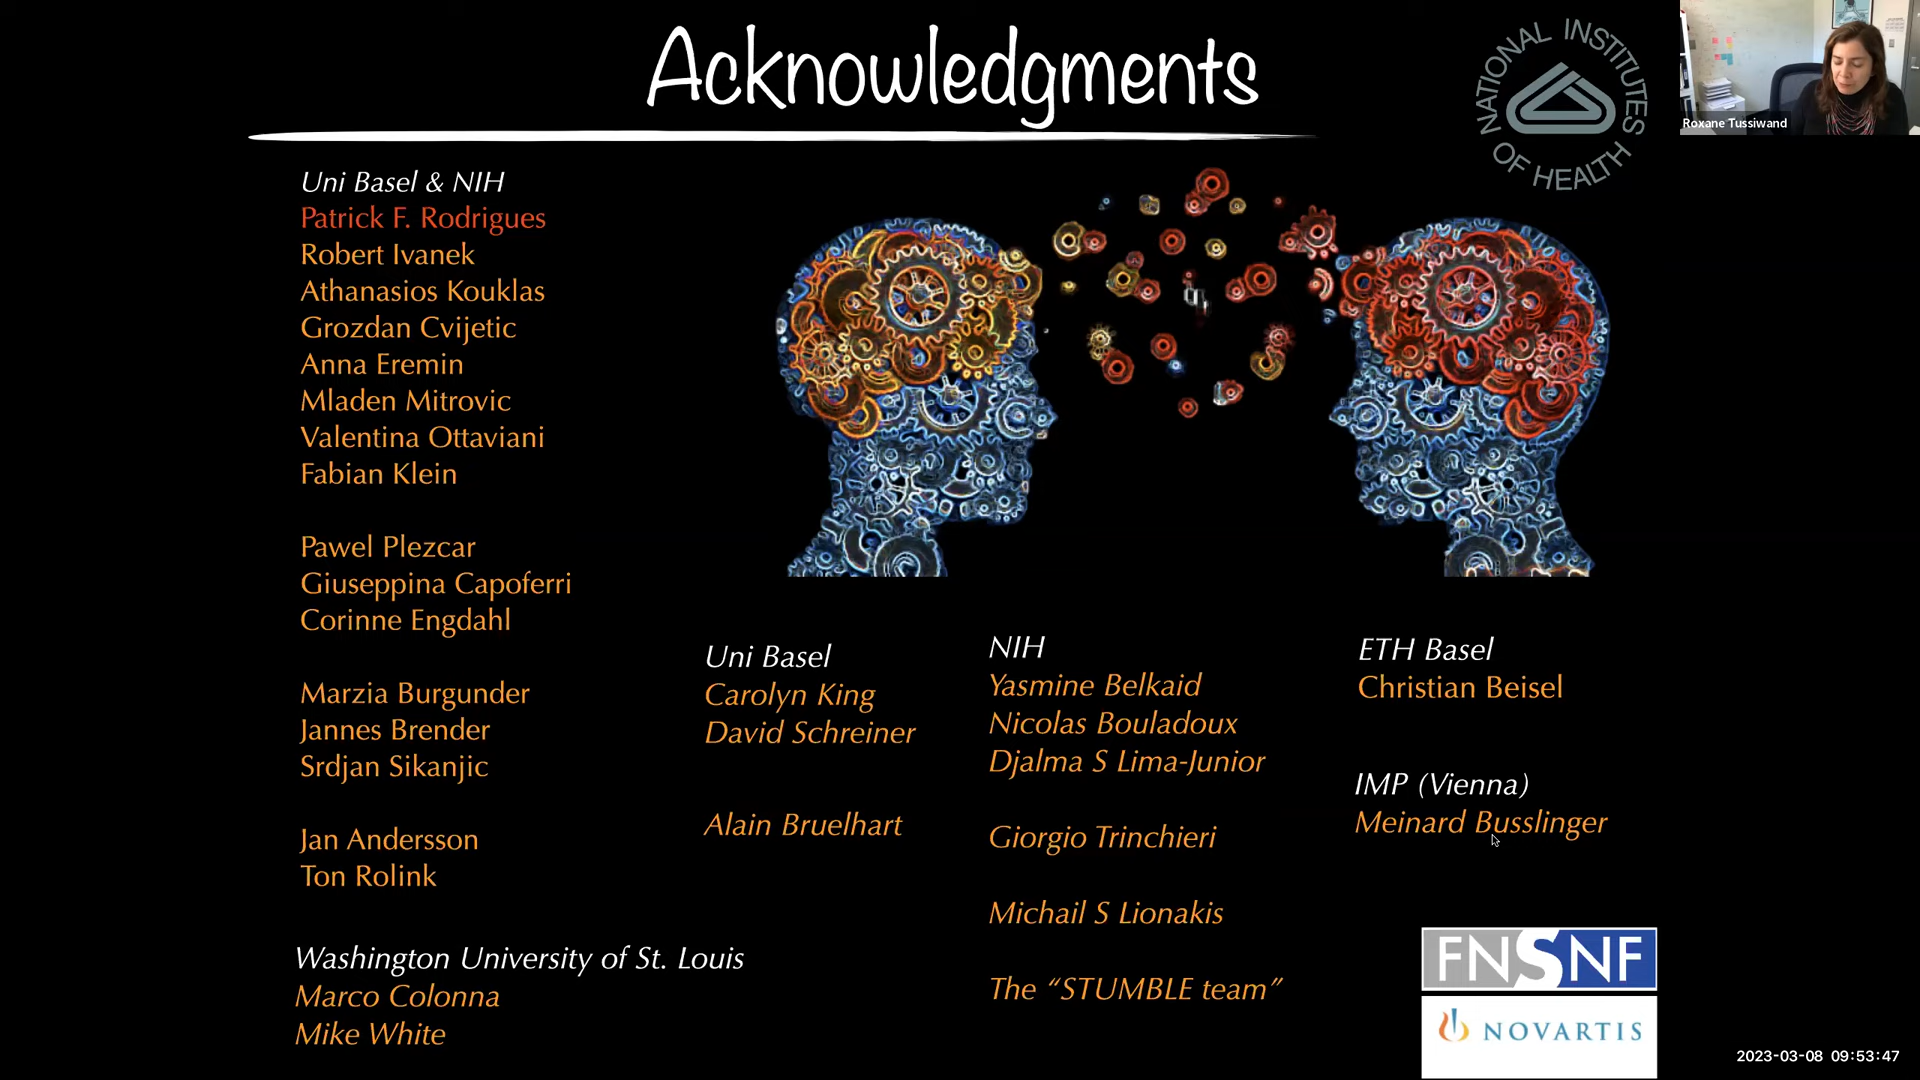 Acknowledgments
NATIONAL INSTITUTES
OF HEALTH
Roxane Tussiwand
Uni Basel & NIH
Patrick F. Rodrigues
Robert Ivanek
Athanasios Kouklas
Grozdan Cvijetic
Anna Eremin
Mladen Mitrovic
Valentina Ottaviani
Fabian Klein
Pawel Plezcar
Giuseppina Capoferri
Corinne Engdahl
Marzia Burgunder
Jannes Brender
Srdjan Sikanjic
Jan Andersson
Ton Rolink
Washington University of St. Louis
Marco Colonna
Mike White
Uni Basel
Carolyn King
David Schreiner
Alain Bruelhart
NIH
Yasmine Belkaid
Nicolas Bouladoux
Djalma S Lima-Junior
Giorgio Trinchieri
Michail S Lionakis
The “STUMBLE team”
ETH Basel
Christian Beisel
IMP (Vienna)
Meinard Busslinger
FNSNF
NOVARTIS
2023-03-08 09:53:47